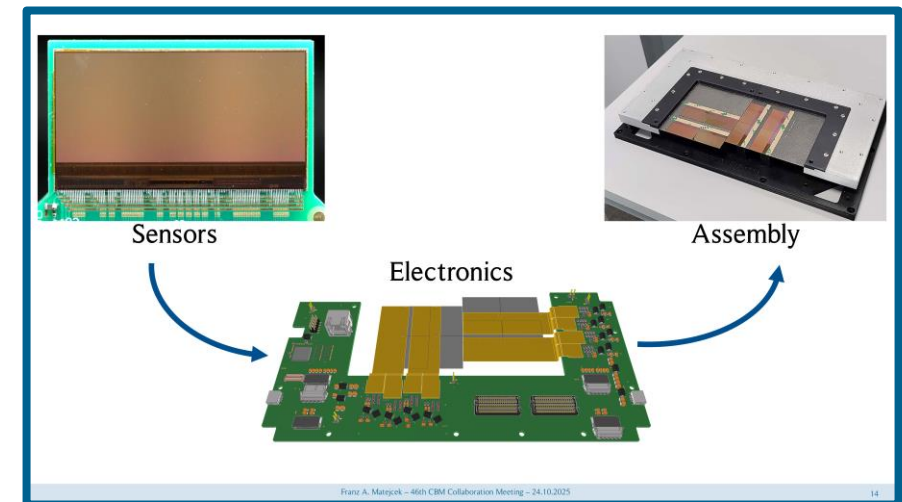 Sensors
Assembly
Electronics
Franz A. Matejcek – 46th CBM Collaboration Meeting – 24.10.2025
14